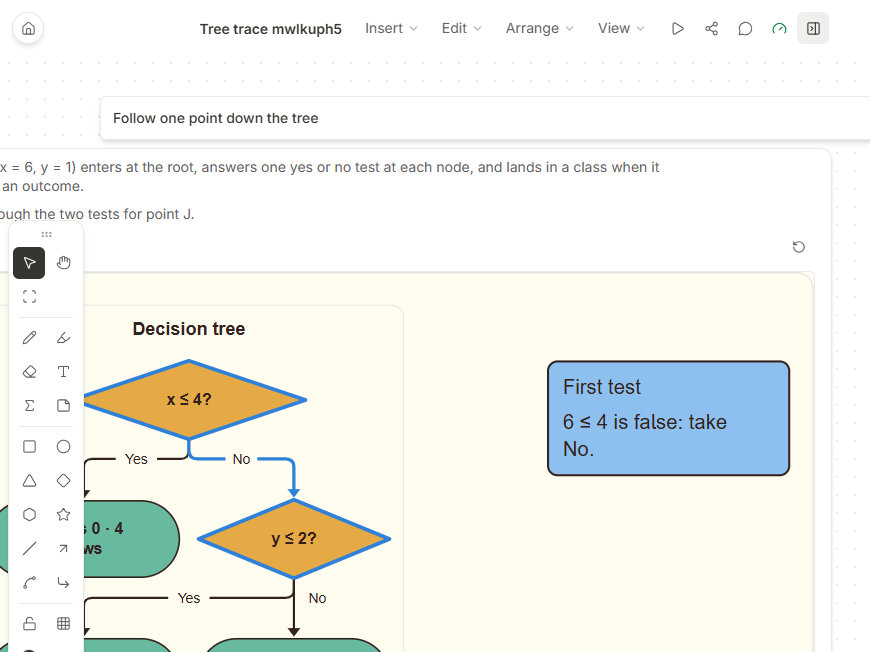 Tree trace mwlkuph5
Insert
Edit
Arrange
View
Follow one point down the tree
x = 6, y = 1) enters at the root, answers one yes or no test at each node, and lands in a class when it
an outcome.
ough the two tests for point J.
Decision tree
x ≤ 4?
First test
6 ≤ 4 is false: take
No.
Yes
No
0 · 4
ws
y ≤ 2?
Yes
No
T
Σ